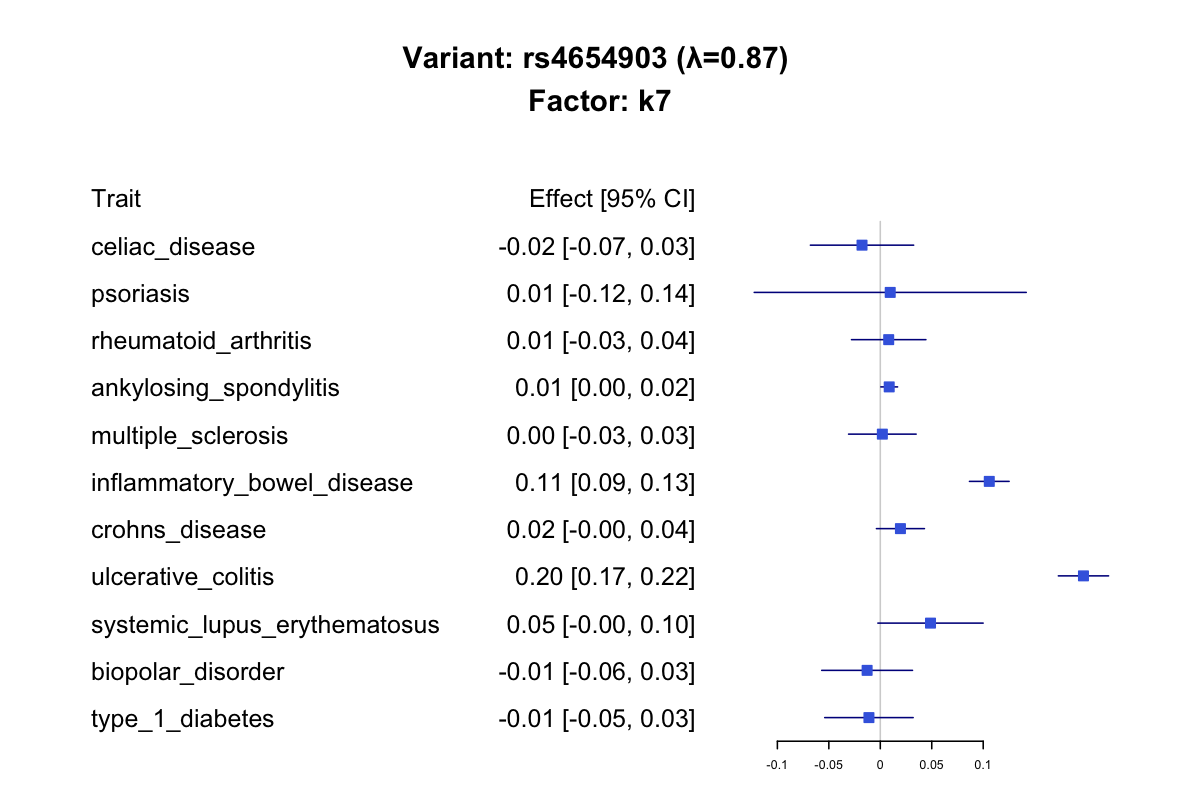 Variant: rs4654903 (λ=0.87)
Factor: k7
Trait Effect [95% CI]
celiac_disease -0.02 [-0.07, 0.03]
psoriasis 0.01 [-0.12, 0.14]
rheumatoid_arthritis 0.01 [-0.03, 0.04]
ankylosing_spondylitis 0.01 [0.00, 0.02]
multiple_sclerosis 0.00 [-0.03, 0.03]
inflammatory_bowel_disease 0.11 [0.09, 0.13]
crohns_disease 0.02 [-0.00, 0.04]
ulcerative_colitis 0.20 [0.17, 0.22]
systemic_lupus_erythematosus 0.05 [-0.00, 0.10]
biopolar_disorder -0.01 [-0.06, 0.03]
type_1_diabetes -0.01 [-0.05, 0.03]
-0.1 -0.05 0 0.05 0.1